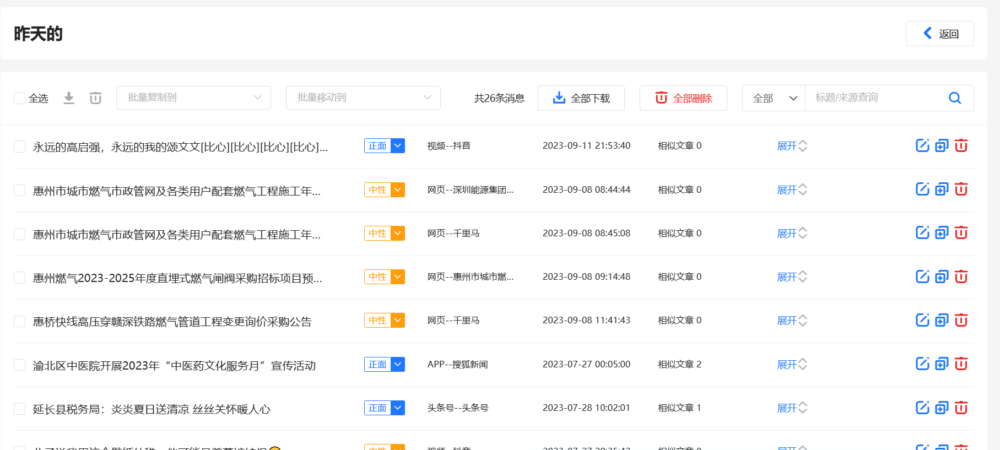 昨天的
返回
全选 批量复制到 批量移动到 共26条消息 全部下载 全部删除 全部 标题/来源查询
永远的高启强，永远的我的颂文文[比心][比心][比心][比心]... 正面 视频--抖音 2023-09-11 21:53:40 相似文章 0 展开
惠州市城市燃气市政管网及各类用户配套燃气工程施工年... 中性 网页--深圳能源集团... 2023-09-08 08:44:44 相似文章 0 展开
惠州市城市燃气市政管网及各类用户配套燃气工程施工年... 中性 网页--千里马 2023-09-08 08:45:08 相似文章 0 展开
惠州燃气2023-2025年度直埋式燃气闸阀采购招标项目预... 中性 网页--惠州市城市燃... 2023-09-08 09:14:48 相似文章 0 展开
惠桥快线高压穿赣深铁路燃气管道工程变更询价采购公告 中性 网页--千里马 2023-09-08 11:41:43 相似文章 0 展开
渝北区中医院开展2023年“中医药文化服务月”宣传活动 正面 APP--搜狐新闻 2023-07-27 00:05:00 相似文章 2 展开
延长县税务局：炎炎夏日送清凉 丝丝关怀暖人心 正面 头条号--头条号 2023-07-28 10:02:01 相似文章 1 展开
中性 视频--抖音 相似文章 展开